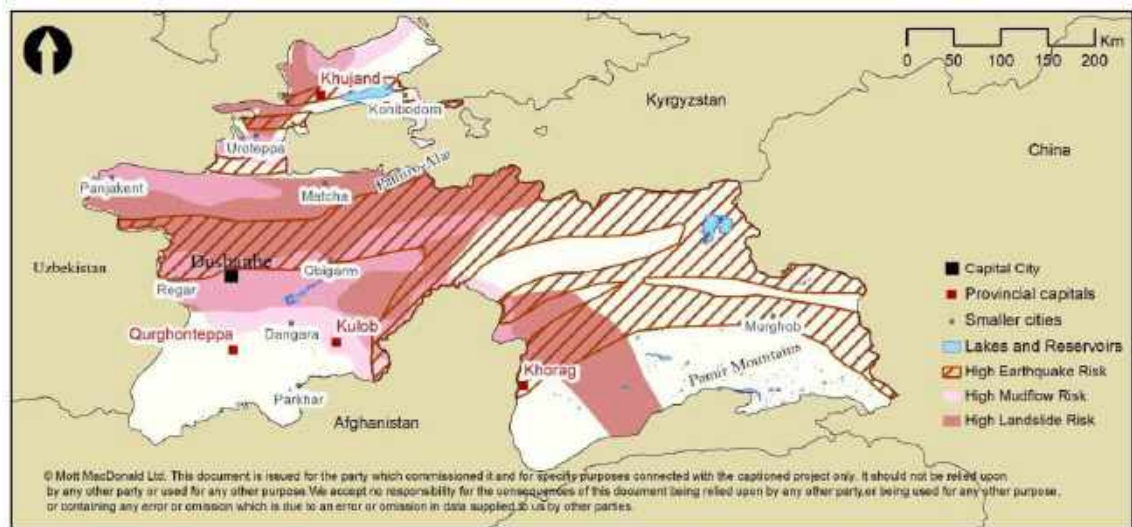 Khujand
Konibodom
Kyrgyzstan
0 50 100 150 200 Km
China
Uroteppa
Pamiro-Alai
Panjakent
Matcha
Uzbekistan
Dushanbe
Obigarm
Regar
Dangara
Kulob
Qurghonteppa
Khorag
Murghob
Pamir Mountains
Parkhar
Afghanistan
Capital City
Provincial capitals
Smaller cities
Lakes and Reservoirs
High Earthquake Risk
High Mudflow Risk
High Landslide Risk
© Mott MacDonald Ltd. This document is issued for the party which commissioned it and for specify purposes connected with the captioned project only. It should not be relied upon
by any other party or used for any other purpose. We accept no responsibility for the consequences of this document being relied upon by any other party, or being used for any other purpose,
or containing any error or omission which is due to an error or omission in data supplied to us by other parties.